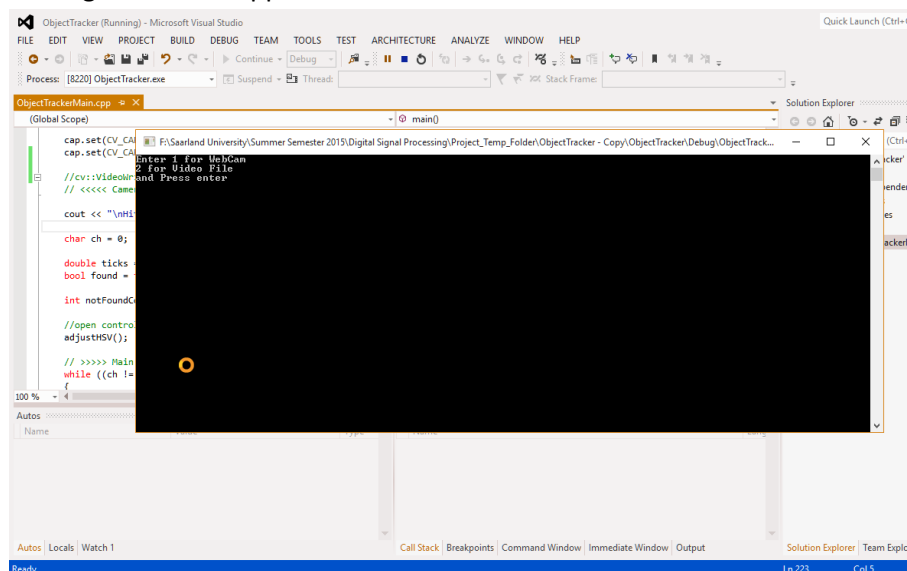 ObjectTracker (Running) - Microsoft Visual Studio
Quick Launch (Ctrl+
FILE EDIT VIEW PROJECT BUILD DEBUG TEAM TOOLS TEST ARCHITECTURE ANALYZE WINDOW HELP
Continue Debug
Process: [8220] ObjectTracker.exe Suspend Thread: Stack Frame:
ObjectTrackerMain.cpp
Solution Explorer
(Global Scope) main()
cap.set(CV_CA
cap.set(CV_CA
F:\Saarland University\Summer Semester 2015\Digital Signal Processing\Project_Temp_Folder\ObjectTracker - Copy\ObjectTracker\Debug\ObjectTrack...
(Ctrl+
Enter 1 for WebCam
2 for Video File
and Press enter
//cv::VideoWr
// <<<<< Came
cout << "\nHi
char ch = 0;
double ticks =
bool found =
int notFoundCo
//open contro
adjustHSV();
// >>>>> Main
while ((ch !=
{
100 %
Autos
Name
Autos Locals Watch 1
Call Stack Breakpoints Command Window Immediate Window Output
Solution Explorer Team Explo
Ready
Ln 223 Col 5